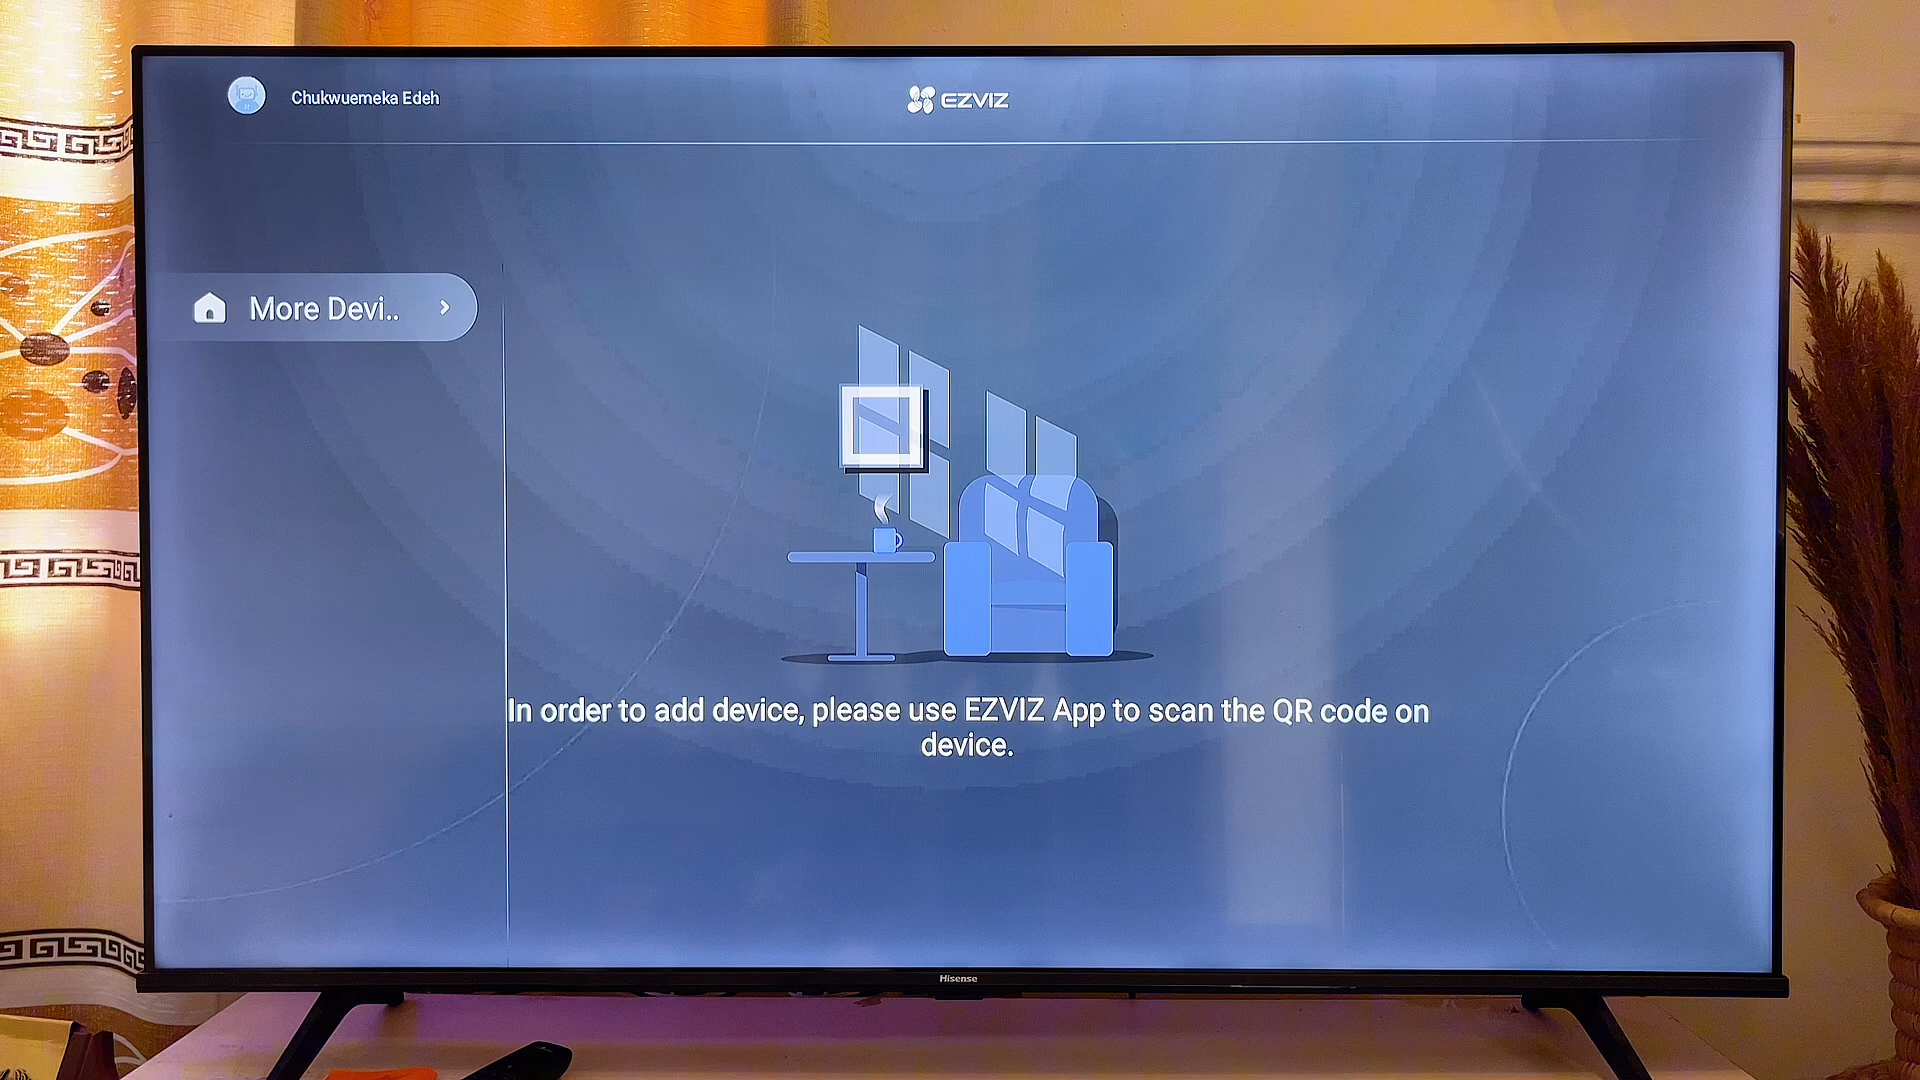 Chukwuemeka Edeh
EZVIZ
More Devi..
In order to add device, please use EZVIZ App to scan the QR code on
device.
Hisense